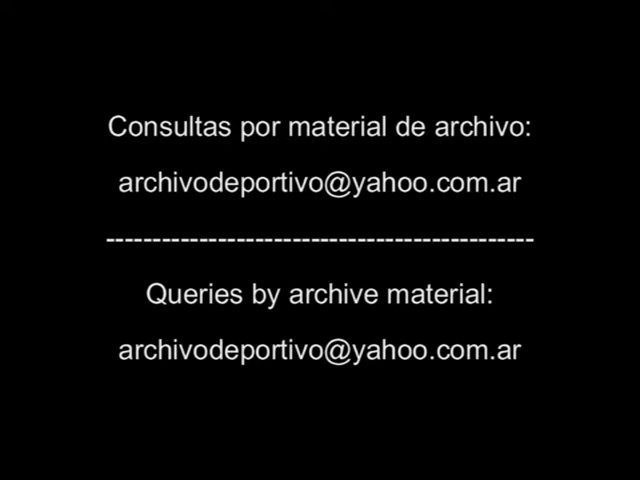 Consultas por material de archivo:
archivodeportivo@yahoo.com.ar
-----------------------------------------------
Queries by archive material:
archivodeportivo@yahoo.com.ar